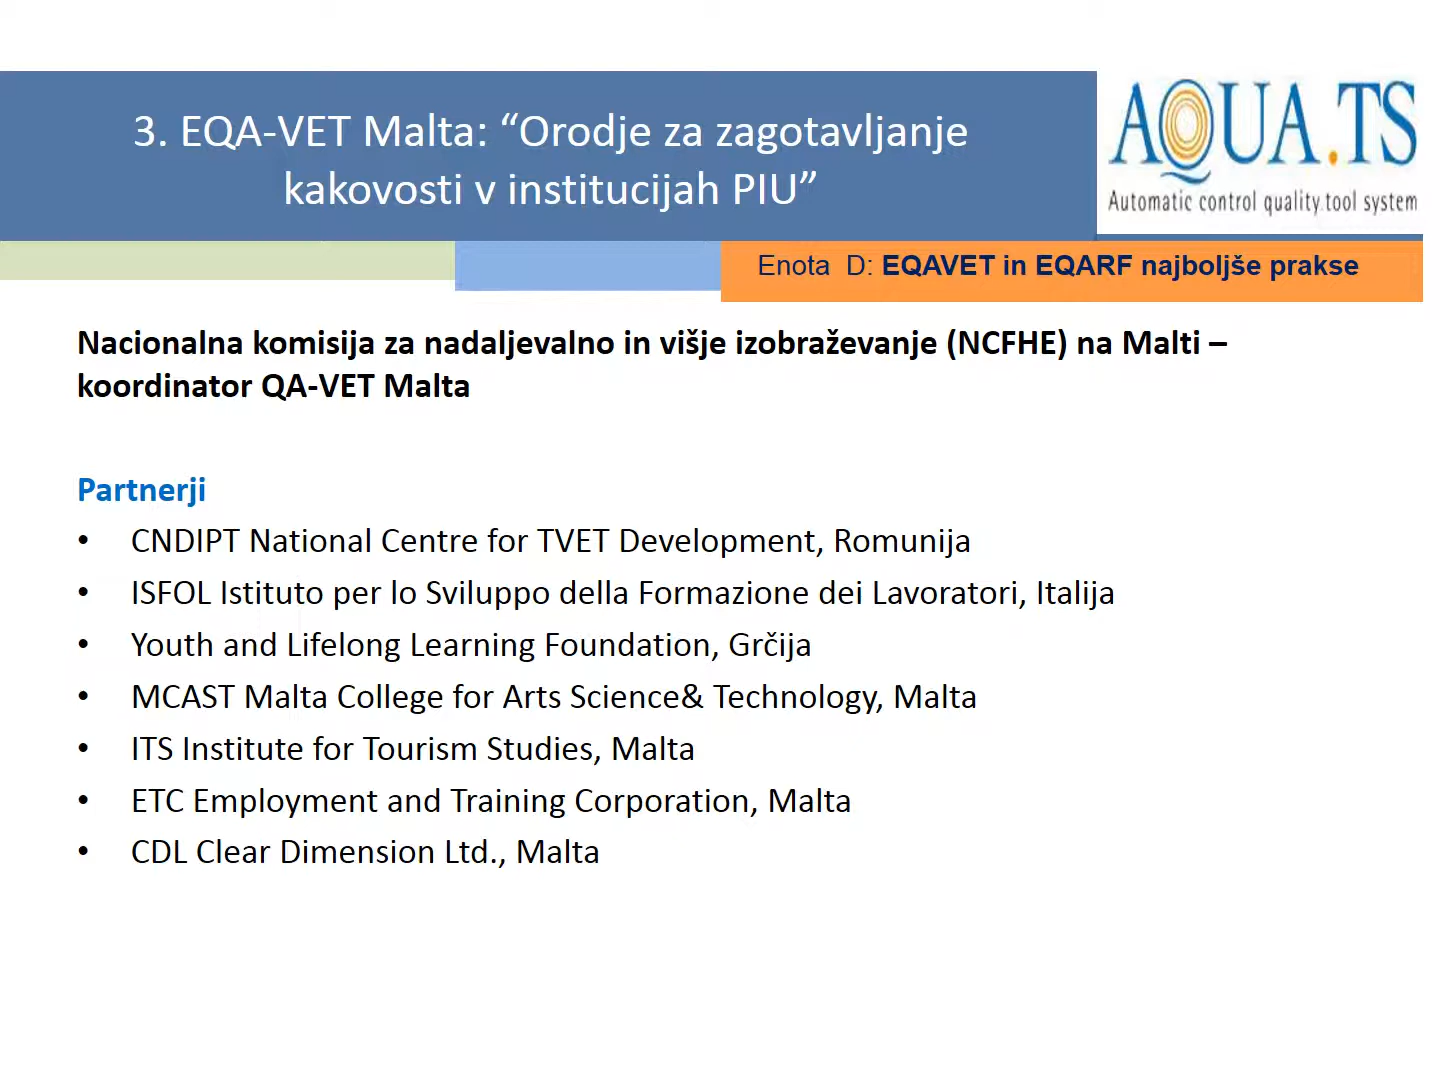 3. EQA-VET Malta: “Orodje za zagotavljanje
kakovosti v institucijah PIU”
AQUA.TS
Automatic control quality tool system
Enota D: EQAVET in EQARF najboljše prakse
Nacionalna komisija za nadaljevalno in višje izobraževanje (NCFHE) na Malti –
koordinator QA-VET Malta
Partnerji
• CNDIPT National Centre for TVET Development, Romunija
• ISFOL Istituto per lo Sviluppo della Formazione dei Lavoratori, Italija
• Youth and Lifelong Learning Foundation, Grčija
• MCAST Malta College for Arts Science& Technology, Malta
• ITS Institute for Tourism Studies, Malta
• ETC Employment and Training Corporation, Malta
• CDL Clear Dimension Ltd., Malta